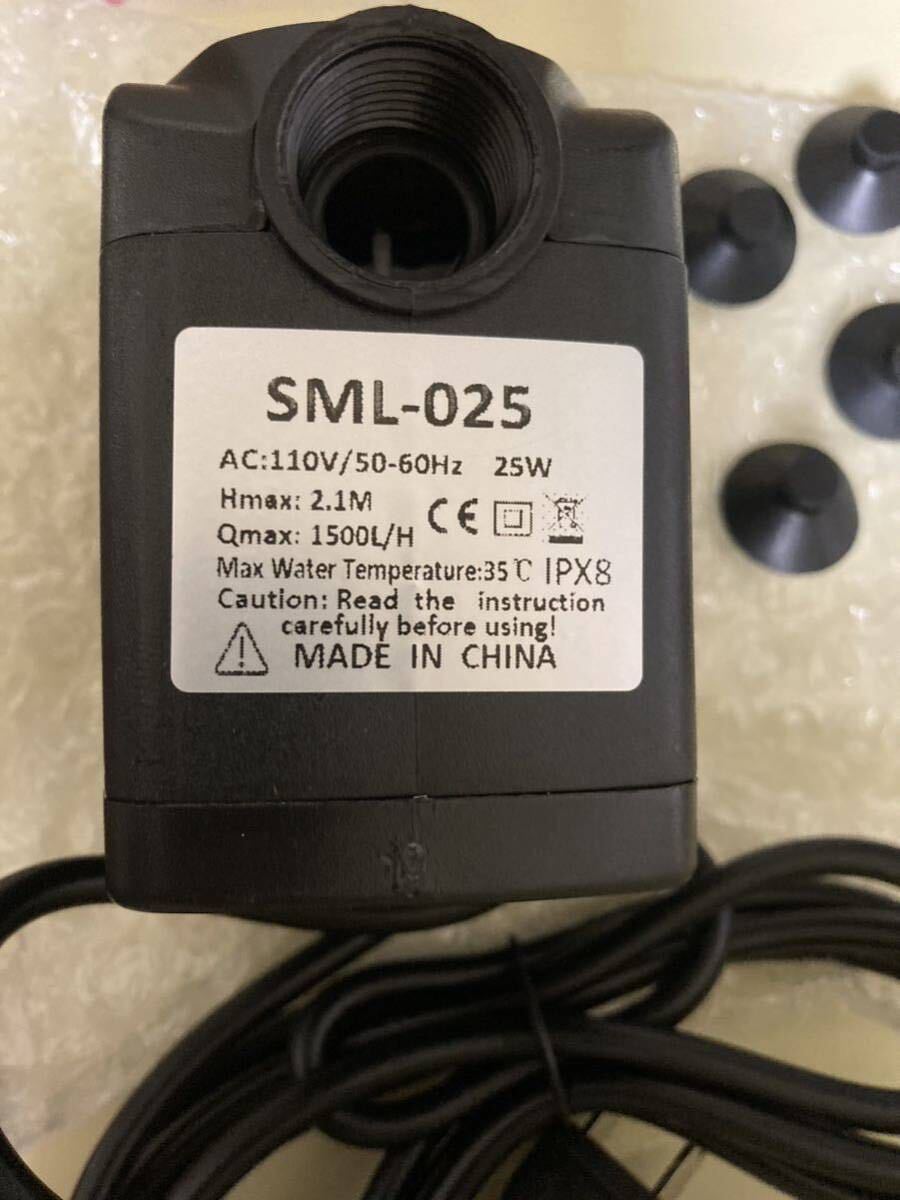 SML-025
AC:110V/50-60Hz 25W
Hmax: 2.1M
Qmax: 1500L/H
CE
Max Water Temperature:35℃ IPX8
Caution: Read the instruction
carefully before using!
MADE IN CHINA
19